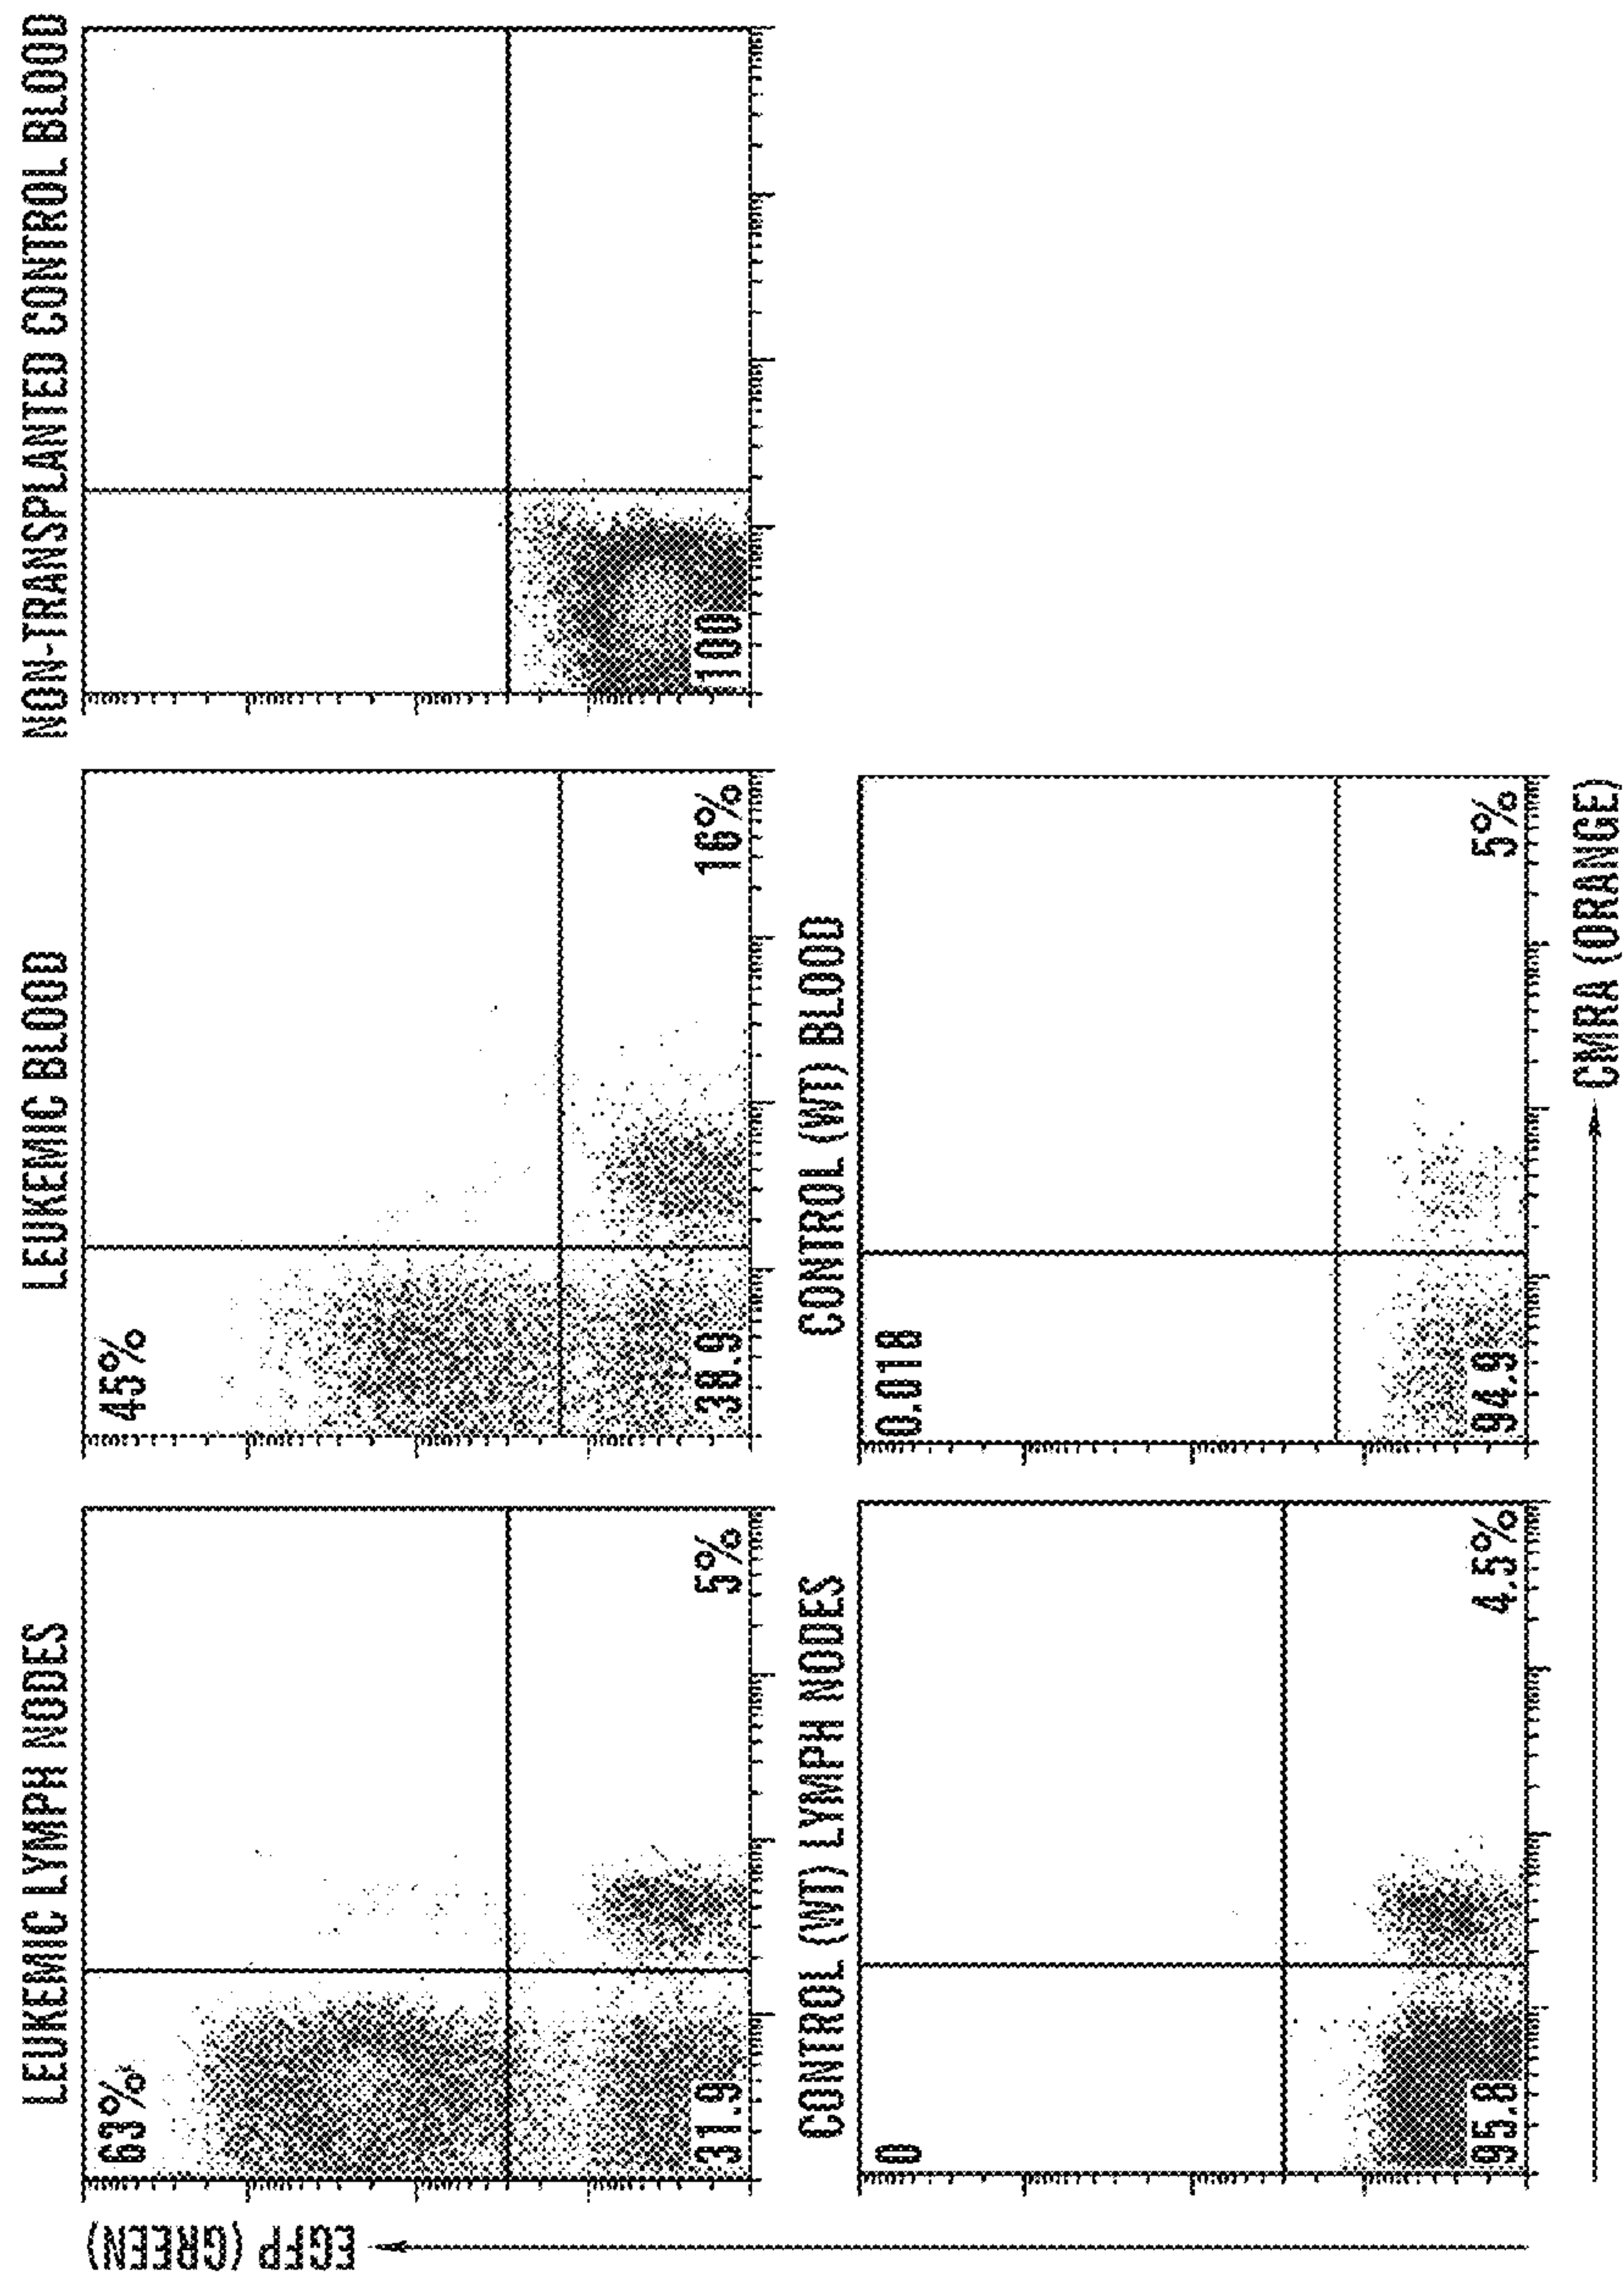 LEUKEMIC LYMPH NODES
63%
31.9
5%
LEUKEMIC BLOOD
45%
38.9
16%
NON-TRANSPLANTED CONTROL BLOOD
100
CONTROL (WT) LYMPH NODES
0
95.8
4.5%
CONTROL (WT) BLOOD
0.018
94.9
5%
EGFP (GREEN)
CMRA (ORANGE)